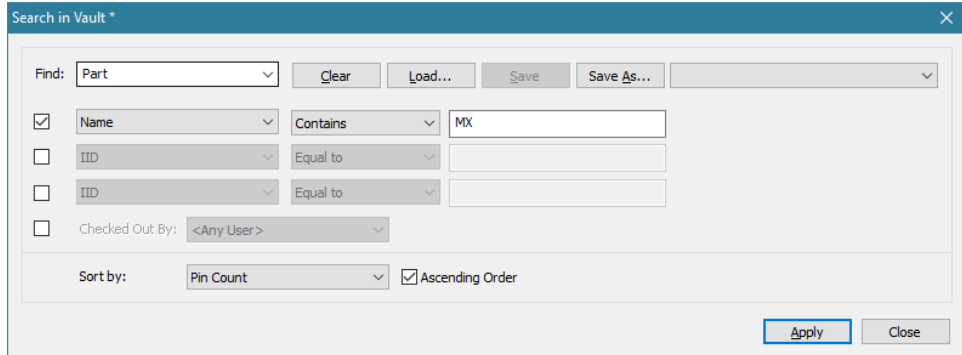 Search in Vault *
Find: Part Clear Load... Save Save As...
Name Contains MX
IID Equal to
IID Equal to
Checked Out By: <Any User>
Sort by: Pin Count Ascending Order
Apply Close